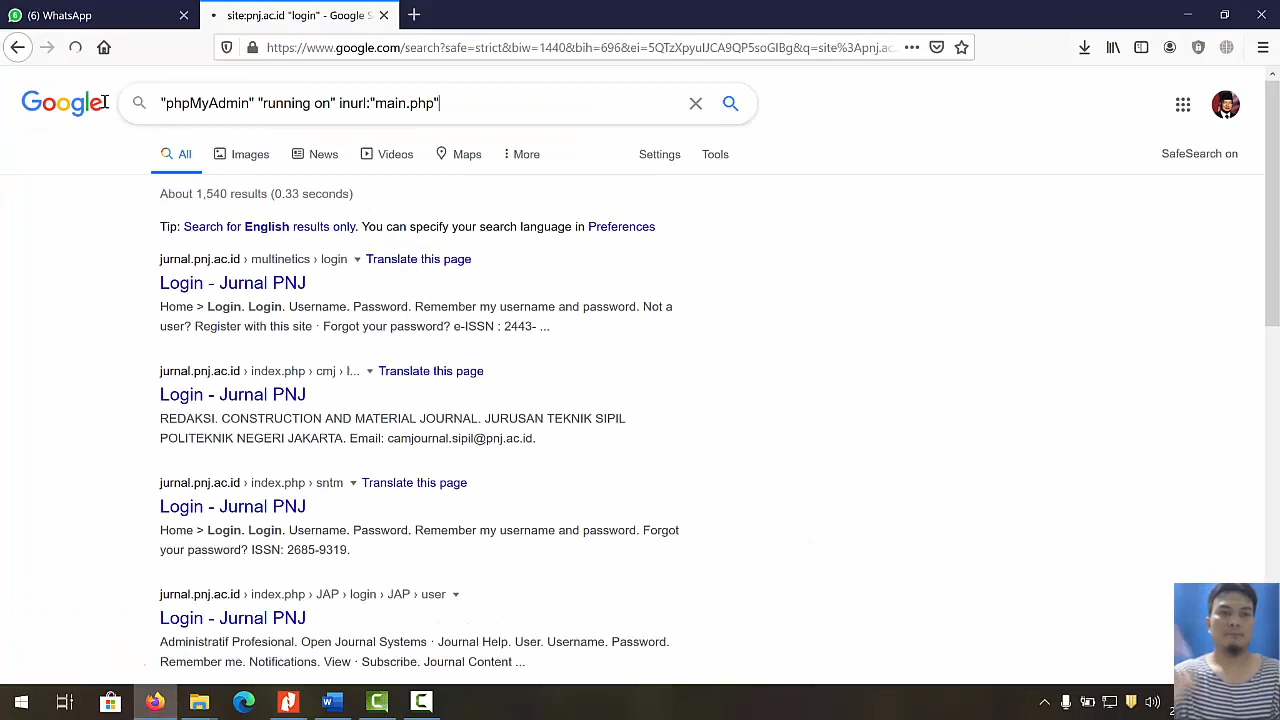 (6) WhatsApp
site:pnj.ac.id "login" - Google S
https://www.google.com/search?safe=strict&biw=1440&bih=696&ei=5QTzXpyuIJCA9QP5soGIBg&q=site%3Apnj.ac.
Google
"phpMyAdmin" "running on" inurl:"main.php"
All
Images
News
Videos
Maps
More
Settings
Tools
SafeSearch on
About 1,540 results (0.33 seconds)
Tip: Search for English results only. You can specify your search language in Preferences
jurnal.pnj.ac.id › multinetics › login Translate this page
Login - Jurnal PNJ
Home > Login. Login. Username. Password. Remember my username and password. Not a
user? Register with this site · Forgot your password? e-ISSN : 2443- ...
jurnal.pnj.ac.id › index.php › cmj › l... Translate this page
Login - Jurnal PNJ
REDAKSI. CONSTRUCTION AND MATERIAL JOURNAL. JURUSAN TEKNIK SIPIL
POLITEKNIK NEGERI JAKARTA. Email: camjournal.sipil@pnj.ac.id.
jurnal.pnj.ac.id › index.php › sntm Translate this page
Login - Jurnal PNJ
Home > Login. Login. Username. Password. Remember my username and password. Forgot
your password? ISSN: 2685-9319.
jurnal.pnj.ac.id › index.php › JAP › login › JAP › user
Login - Jurnal PNJ
Administratif Profesional. Open Journal Systems · Journal Help. User. Username. Password.
Remember me. Notifications. View · Subscribe. Journal Content ...